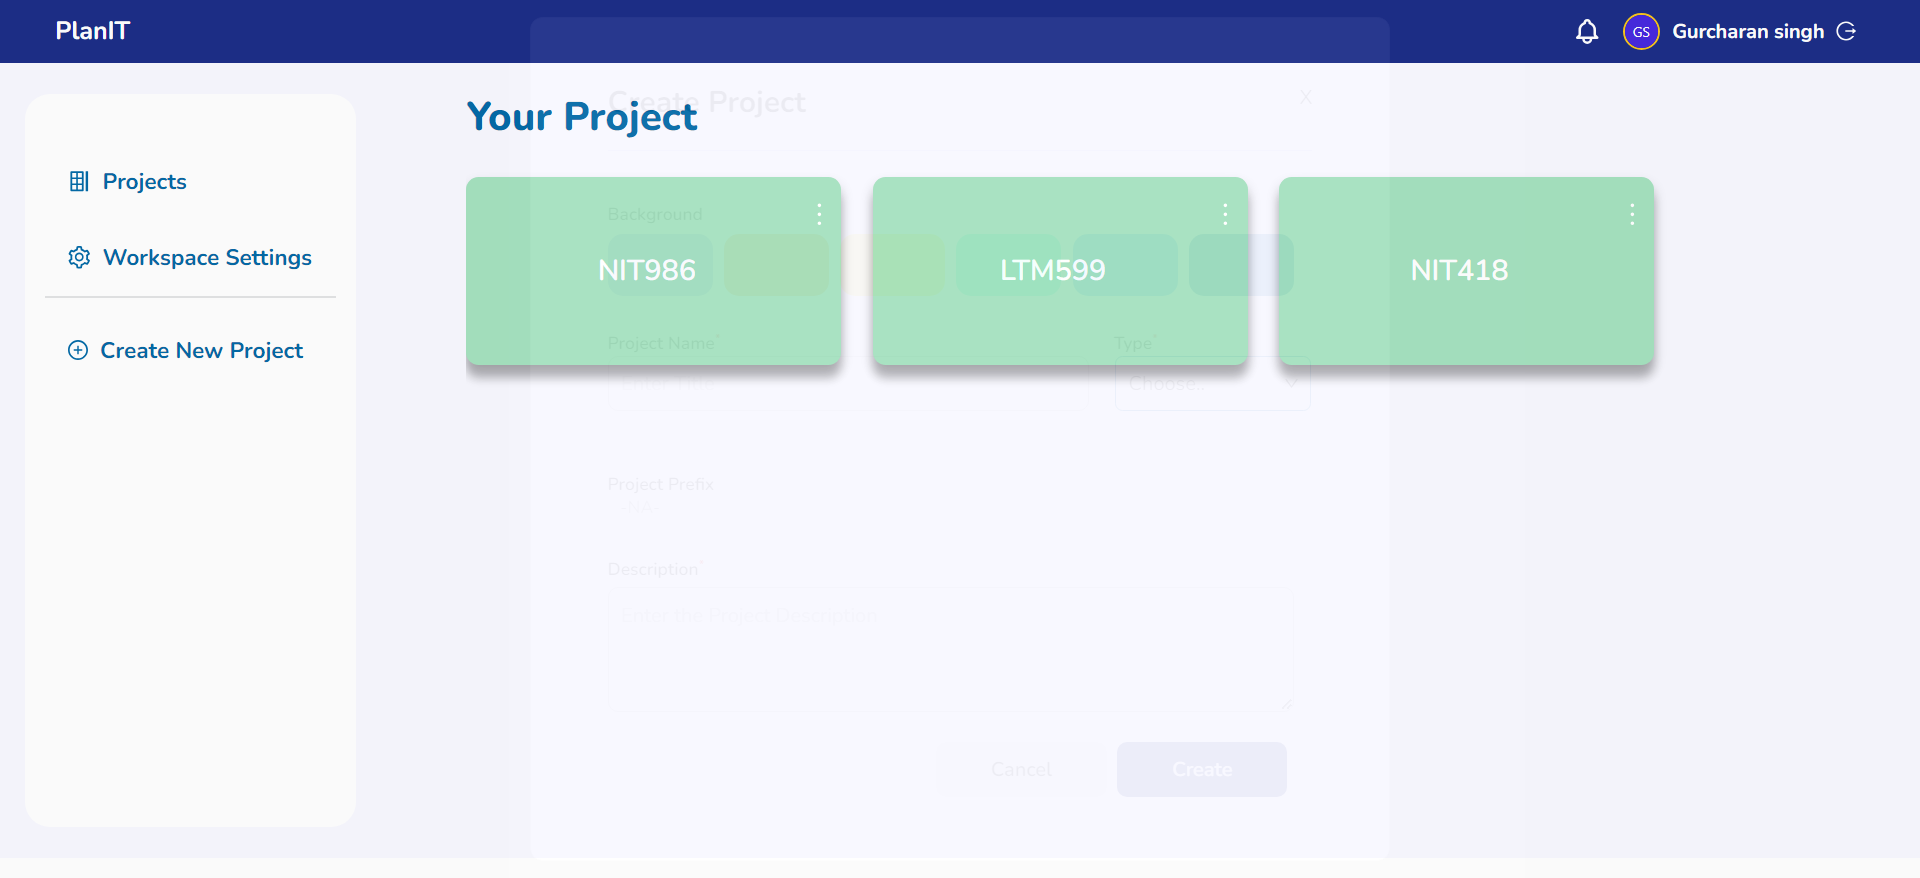 PlanIT
GS
Gurcharan singh
Create Project
X
Your Project
Projects
Workspace Settings
Create New Project
Background
NIT986
LTM599
NIT418
Project Name*
Type*
Enter Title...
Choose...
Project Prefix
NA
Description*
Enter the Project Description
Cancel
Create